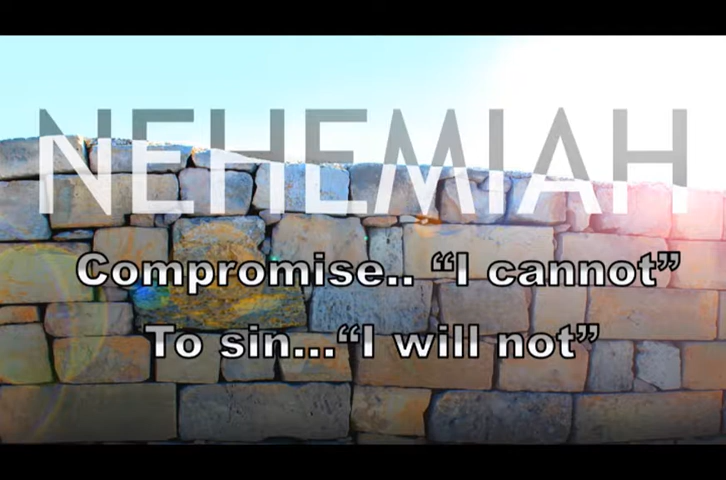 NEHEMIAH
Compromise.. “I cannot”
To sin...“I will not”